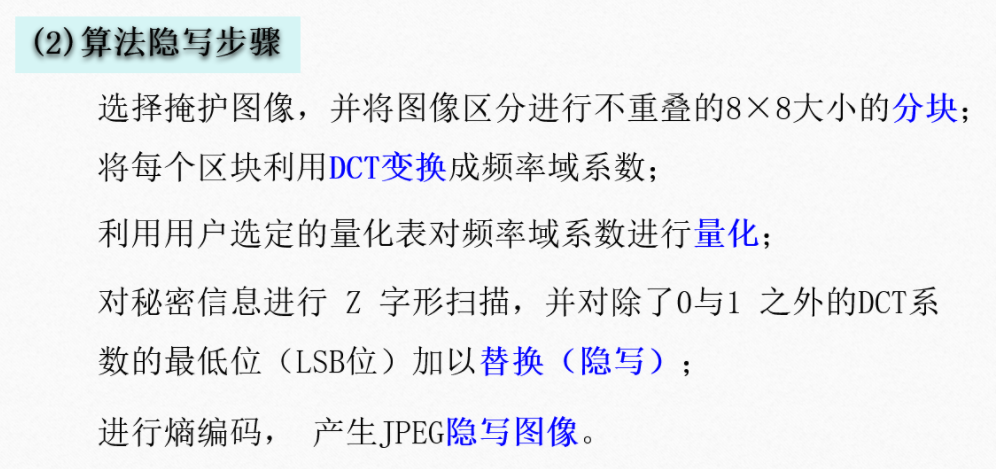 (2)算法隐写步骤
选择掩护图像，并将图像区分进行不重叠的8×8大小的分块；
将每个区块利用DCT变换成频率域系数；
利用用户选定的量化表对频率域系数进行量化；
对秘密信息进行 Z 字形扫描，并对除了0与1 之外的DCT系
数的最低位（LSB位）加以替换（隐写）；
进行熵编码， 产生JPEG隐写图像。